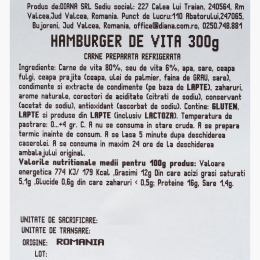 Produs de:DIANA SRL Sediu social: 227 Calea lui Traian, 240564, Rm
Valcea,Jud Valcea, Romania. Punct de lucru:110 Abatorului,247065,
Bujoreni, Jud Valcea, Romania, office@diana.com.ro, 0250.748.881
HAMBURGER DE VITA 300g
CARNE PREPARATA REFRIGERATA
Ingrediente: Carne de vita 80%, seu de vita 6%, apa, sare, ceapa
fulgi, ceapa prajita (ceapa, ulei de palmier, faina de GRAU, sare),
condimente si extracte de condimente (pe baza de LAPTE), zaharuri,
arome naturale, corectori de aciditate (citrati de sodiu), conservant
(acetat de sodiu), antioxidant (ascorbat de sodiu). Contine: GLUTEN,
LAPTE si produse din LAPTE (inclusiv LACTOZA). Temperatura de
pastrare: 0..+4 gr. C. A nu se consuma in stare cruda. A se prepara
termic inainte de consum. A se lasa 5 minute dupa deschidere
caserolei. A se consuma in maxim 24 ore de la deschiderea
ambalajului original.
Valorile nutritionale medii pentru 100g produs: Valoare
energetica 774 KJ/ 179 Kcal ,Grasimi 12g Din care acizi grasi saturati
5,1g ,Glucide 0,6g din care zaharuri < 0.5g; Proteine 16g, Sare 1,4g.
UNITATE DE SACRIFICARE:
UNITATE DE TRANSARE:
ORIGINE: ROMANIA
LOT: